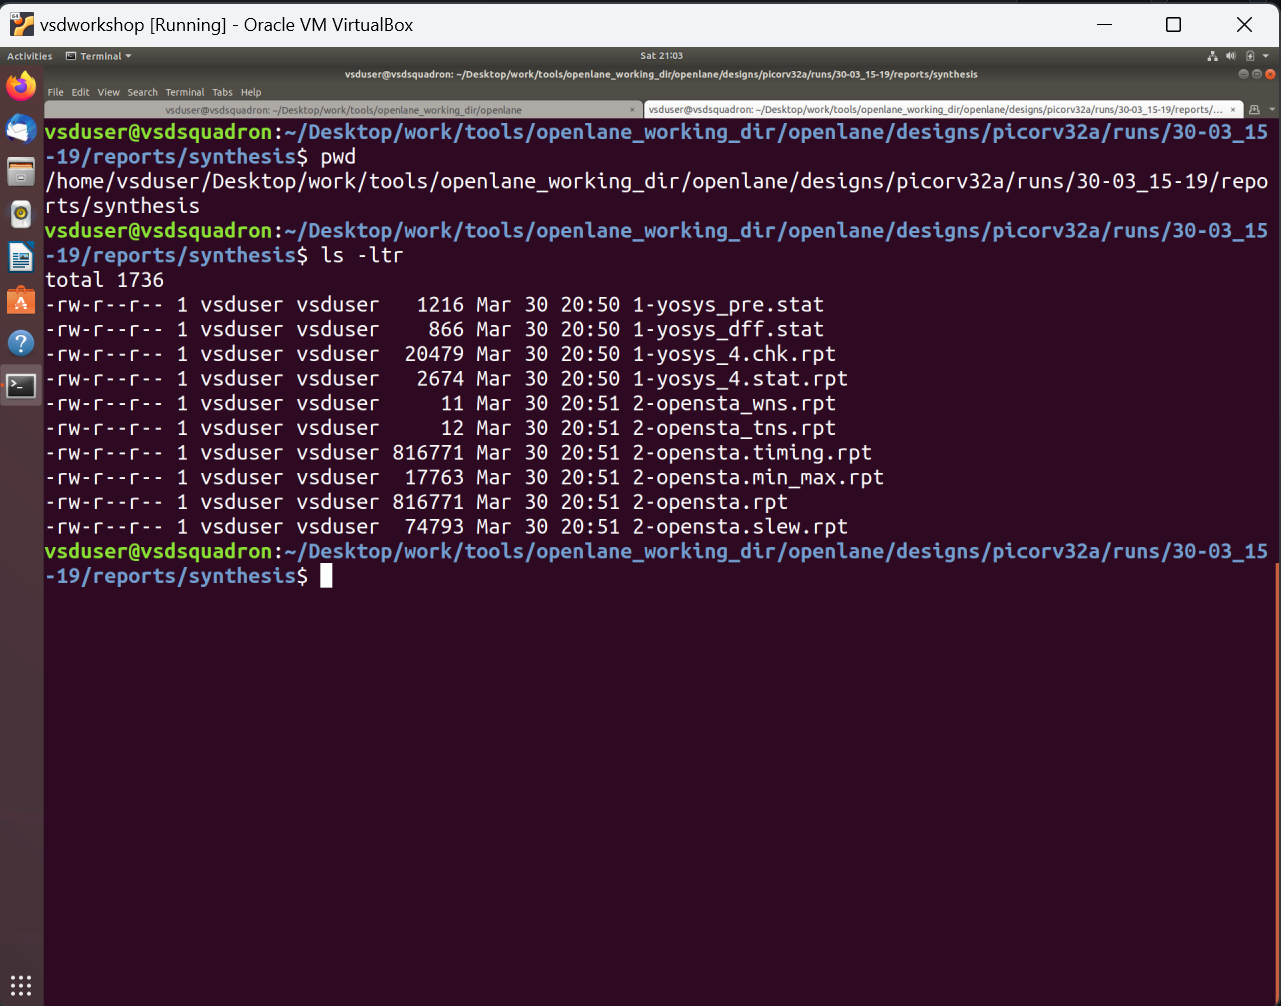 vsdworkshop [Running] - Oracle VM VirtualBox
Activities Terminal Sat 21:03
vsduser@vsdsquadron: ~/Desktop/work/tools/openlane_working_dir/openlane/designs/picorv32a/runs/30-03_15-19/reports/synthesis
File Edit View Search Terminal Tabs Help
vsduser@vsdsquadron: ~/Desktop/work/tools/openlane_working_dir/openlane × vsduser@vsdsquadron: ~/Desktop/work/tools/openlane_working_dir/openlane/designs/picorv32a/runs/30-03_15-19/reports/... ×
vsduser@vsdsquadron:~/Desktop/work/tools/openlane_working_dir/openlane/designs/picorv32a/runs/30-03_15
-19/reports/synthesis$ pwd
/home/vsduser/Desktop/work/tools/openlane_working_dir/openlane/designs/picorv32a/runs/30-03_15-19/repo
rts/synthesis
vsduser@vsdsquadron:~/Desktop/work/tools/openlane_working_dir/openlane/designs/picorv32a/runs/30-03_15
-19/reports/synthesis$ ls -ltr
total 1736
-rw-r--r-- 1 vsduser vsduser   1216 Mar 30 20:50 1-yosys_pre.stat
-rw-r--r-- 1 vsduser vsduser    866 Mar 30 20:50 1-yosys_dff.stat
-rw-r--r-- 1 vsduser vsduser  20479 Mar 30 20:50 1-yosys_4.chk.rpt
-rw-r--r-- 1 vsduser vsduser   2674 Mar 30 20:50 1-yosys_4.stat.rpt
-rw-r--r-- 1 vsduser vsduser     11 Mar 30 20:51 2-opensta_wns.rpt
-rw-r--r-- 1 vsduser vsduser     12 Mar 30 20:51 2-opensta_tns.rpt
-rw-r--r-- 1 vsduser vsduser 816771 Mar 30 20:51 2-opensta.timing.rpt
-rw-r--r-- 1 vsduser vsduser  17763 Mar 30 20:51 2-opensta.min_max.rpt
-rw-r--r-- 1 vsduser vsduser 816771 Mar 30 20:51 2-opensta.rpt
-rw-r--r-- 1 vsduser vsduser  74793 Mar 30 20:51 2-opensta.slew.rpt
vsduser@vsdsquadron:~/Desktop/work/tools/openlane_working_dir/openlane/designs/picorv32a/runs/30-03_15
-19/reports/synthesis$